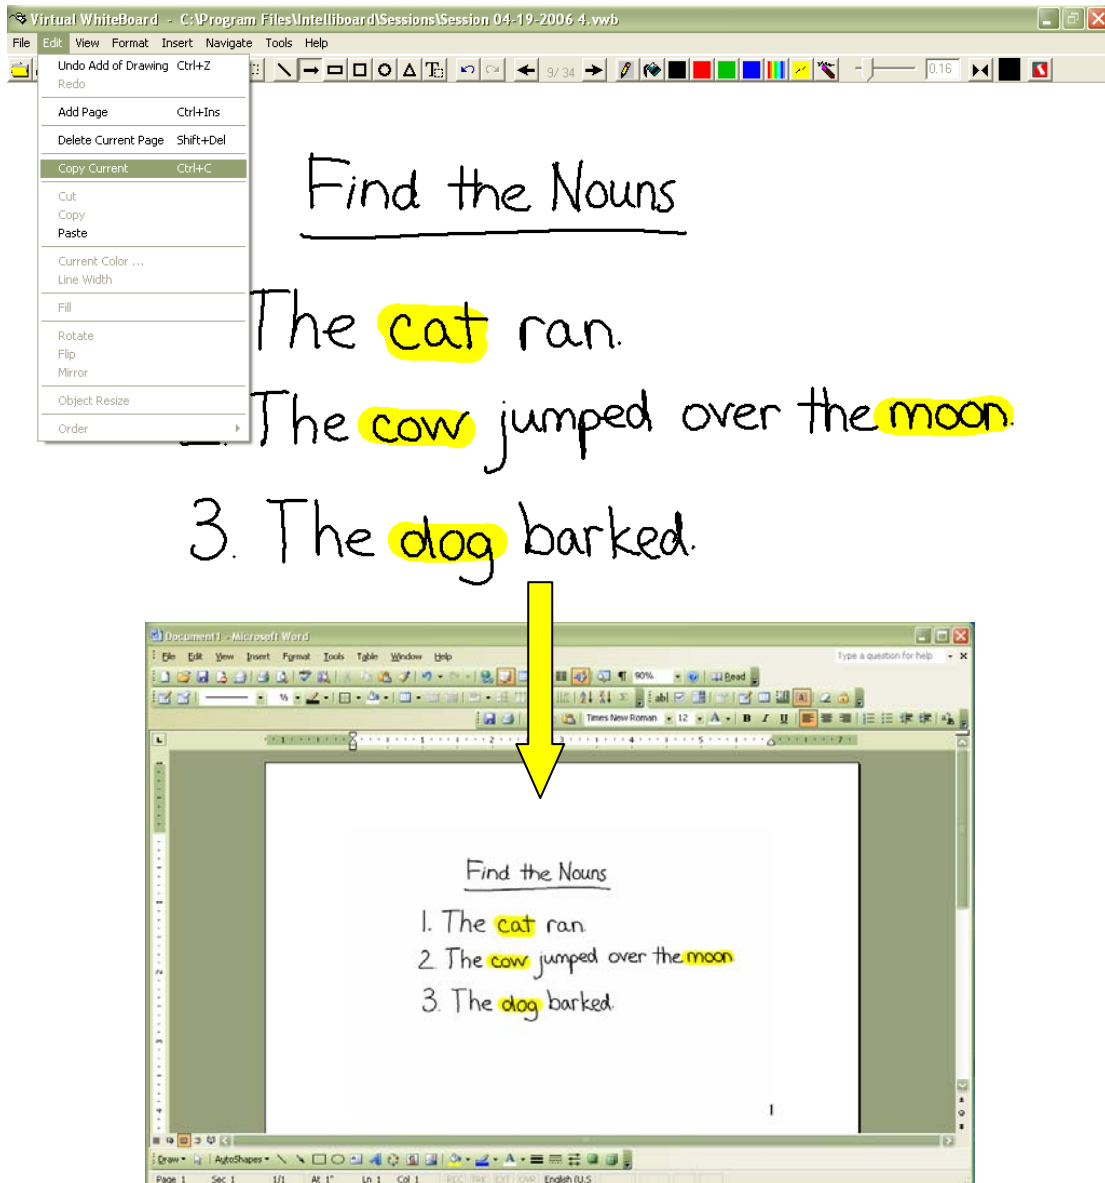 Virtual WhiteBoard - C:\Program Files\Intelliboard\Sessions\Session 04-19-2006 4.vwb
File Edit View Format Insert Navigate Tools Help
9/34 0.16
Undo Add of Drawing Ctrl+Z
Redo
Add Page Ctrl+Ins
Delete Current Page Shift+Del
Copy Current Ctrl+C
Cut
Copy
Paste
Current Color ...
Line Width
Fill
Rotate
Flip
Mirror
Object Resize
Order
Find the Nouns
The cat ran.
The cow jumped over the moon.
3. The dog barked.
Document1 - Microsoft Word
File Edit View Insert Format Tools Table Window Help Type a question for help
90% Read
Times New Roman 12 A B I U
Find the Nouns
1. The cat ran
2 The cow jumped over the moon
3. The dog barked.
1
Draw AutoShapes
Page 1 Sec 1 1/1 At 1" Ln 1 Col 1 REC TRK EXT OVR English (U.S